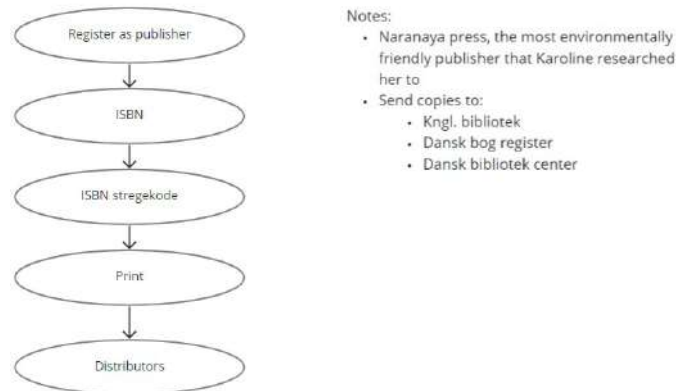 Register as publisher
ISBN
ISBN stregekode
Print
Distributors
Notes:
• Naranaya press, the most environmentally
friendly publisher that Karoline researched
her to
• Send copies to:
• Kngl. bibliotek
• Dansk bog register
• Dansk bibliotek center